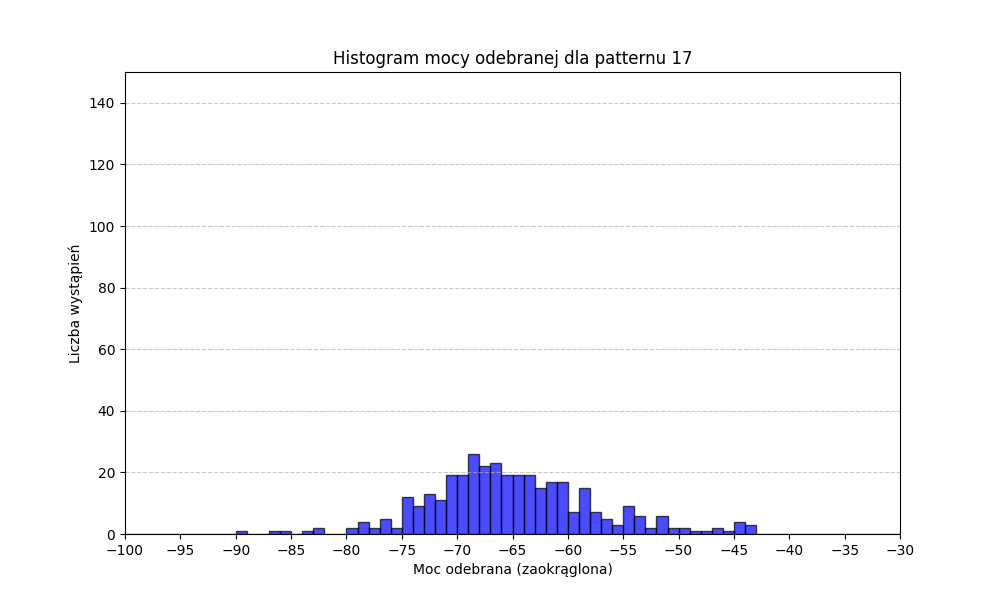 Histogram mocy odebranej dla patternu 17
140
120
100
80
60
40
20
0
−100 −95 −90 −85 −80 −75 −70 −65 −60 −55 −50 −45 −40 −35 −30
Liczba wystąpień
Moc odebrana (zaokrąglona)